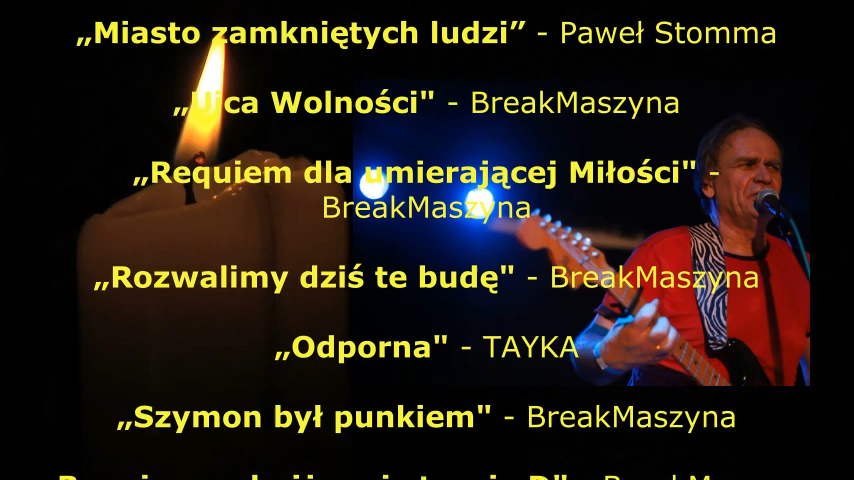 „Miasto zamkniętych ludzi” - Paweł Stomma
„Ulica Wolności" - BreakMaszyna
„Requiem dla umierającej Miłości" -
BreakMaszyna
„Rozwalimy dziś te budę" - BreakMaszyna
„Odporna" - TAYKA
„Szymon był punkiem" - BreakMaszyna